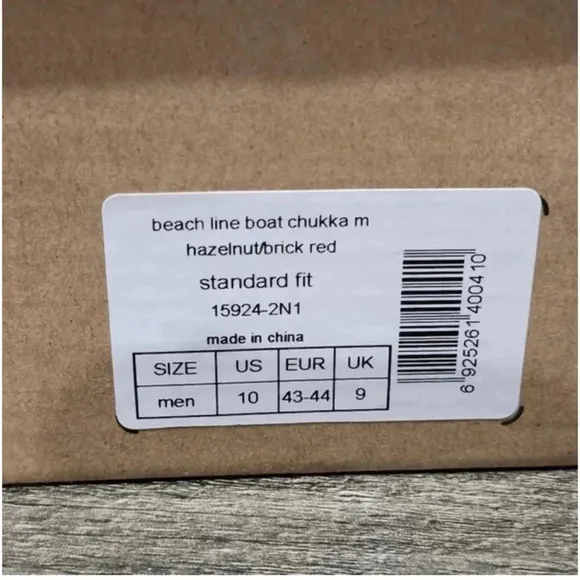 beach line boat chukka m
hazelnut/brick red
standard fit
15924-2N1
made in china
SIZE US EUR UK
men 10 43-44 9
6 925261 400410